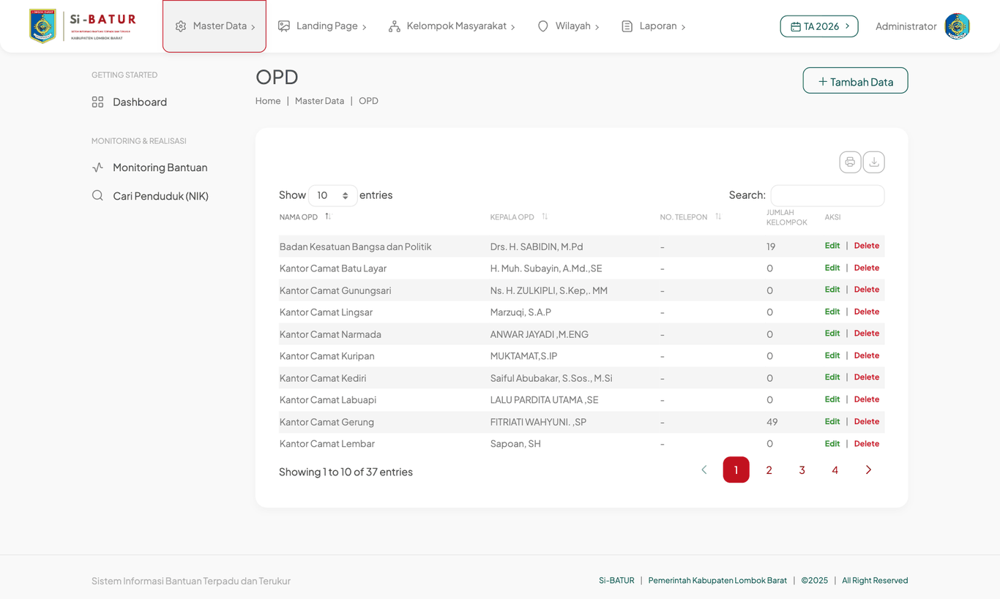 LOMBOK BARAT
Si-BATUR
SISTEM INFORMASI BANTUAN TERPADU DAN TERUKUR
KABUPATEN LOMBOK BARAT
Master Data
Landing Page
Kelompok Masyarakat
Wilayah
Laporan
TA 2026
Administrator
GETTING STARTED
Dashboard
MONITORING & REALISASI
Monitoring Bantuan
Cari Penduduk (NIK)
OPD
Home | Master Data | OPD
+ Tambah Data
Show 10 entries
Search:
NAMA OPD KEPALA OPD NO. TELEPON JUMLAH KELOMPOK AKSI
Badan Kesatuan Bangsa dan Politik Drs. H. SABIDIN, M.Pd - 19 Edit | Delete
Kantor Camat Batu Layar H. Muh. Subayin, A.Md.,SE - 0 Edit | Delete
Kantor Camat Gunungsari Ns. H. ZULKIPLI, S.Kep,. MM - 0 Edit | Delete
Kantor Camat Lingsar Marzuqi, S.A.P - 0 Edit | Delete
Kantor Camat Narmada ANWAR JAYADI ,M.ENG - 0 Edit | Delete
Kantor Camat Kuripan MUKTAMAT,S.IP - 0 Edit | Delete
Kantor Camat Kediri Saiful Abubakar, S.Sos., M.Si - 0 Edit | Delete
Kantor Camat Labuapi LALU PARDITA UTAMA ,SE - 0 Edit | Delete
Kantor Camat Gerung FITRIATI WAHYUNI. ,SP - 49 Edit | Delete
Kantor Camat Lembar Sapoan, SH - 0 Edit | Delete
Showing 1 to 10 of 37 entries
1 2 3 4
Sistem Informasi Bantuan Terpadu dan Terukur
Si-BATUR | Pemerintah Kabupaten Lombok Barat | ©2025 | All Right Reserved